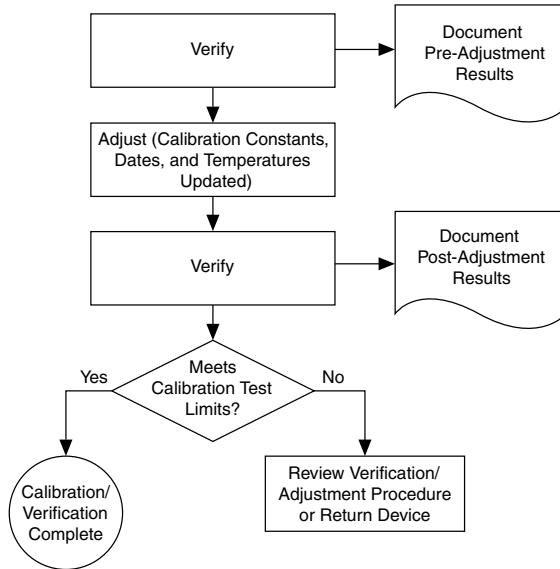 Verify
Document
Pre-Adjustment
Results
Adjust (Calibration Constants,
Dates, and Temperatures
Updated)
Verify
Document
Post-Adjustment
Results
Meets
Calibration Test
Limits?
Yes
No
Calibration/
Verification
Complete
Review Verification/
Adjustment Procedure
or Return Device